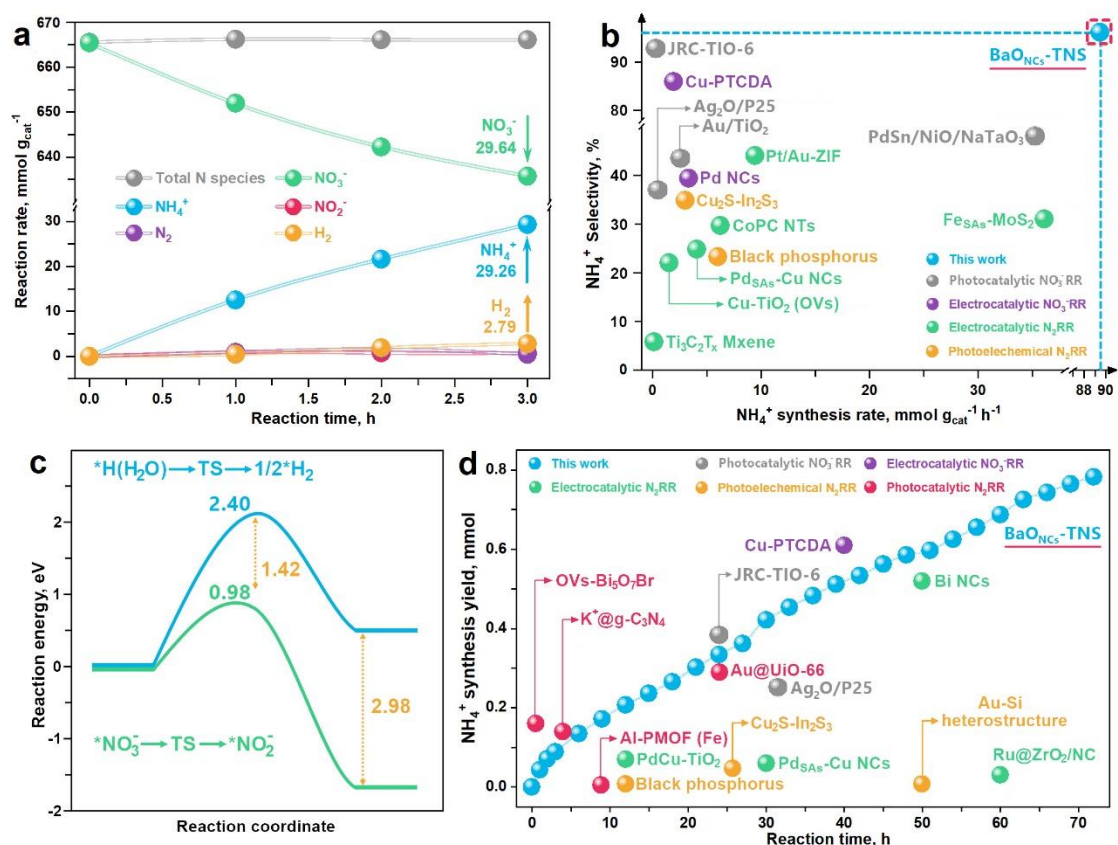 a
Reaction rate, mmol g_cat^-1
670
660
650
640
30
15
0
NO3^-
29.64
Total N species
NO3^-
NH4^+
NO2^-
N2
H2
NH4^+
29.26
H2
2.79
0.0
0.5
1.0
1.5
2.0
2.5
3.0
Reaction time, h
b
NH4^+ Selectivity, %
90
80
50
40
30
20
10
0
JRC-TIO-6
BaO_NCs-TNS
Cu-PTCDA
Ag2O/P25
Au/TiO2
PdSn/NiO/NaTaO3
Pt/Au-ZIF
Pd NCs
Cu2S-In2S3
CoPC NTs
Fe_SAs-MoS2
Black phosphorus
Pd_SAs-Cu NCs
Cu-TiO2 (OVs)
Ti3C2Tx Mxene
This work
Photocatalytic NO3^-RR
Electrocatalytic NO3^-RR
Electrocatalytic N2RR
Photoelechemical N2RR
0
10
20
30
88
90
NH4^+ synthesis rate, mmol g_cat^-1 h^-1
c
*H(H2O)→TS→1/2*H2
Reaction energy, eV
2
1
0
-1
-2
2.40
1.42
0.98
2.98
*NO3^-→TS→*NO2^-
Reaction coordinate
d
NH4^+ synthesis yield, mmol
0.8
0.6
0.4
0.2
0.0
This work
Photocatalytic NO3^-RR
Electrocatalytic NO3^-RR
Electrocatalytic N2RR
Photoelechemical N2RR
Photocatalytic N2RR
BaO_NCs-TNS
Cu-PTCDA
OVs-Bi5O7Br
JRC-TIO-6
Bi NCs
K^+@g-C3N4
Au@UiO-66
Ag2O/P25
Au-Si
heterostructure
Cu2S-In2S3
Al-PMOF (Fe)
PdCu-TiO2
Pd_SAs-Cu NCs
Ru@ZrO2/NC
Black phosphorus
0
10
20
30
40
50
60
70
Reaction time, h